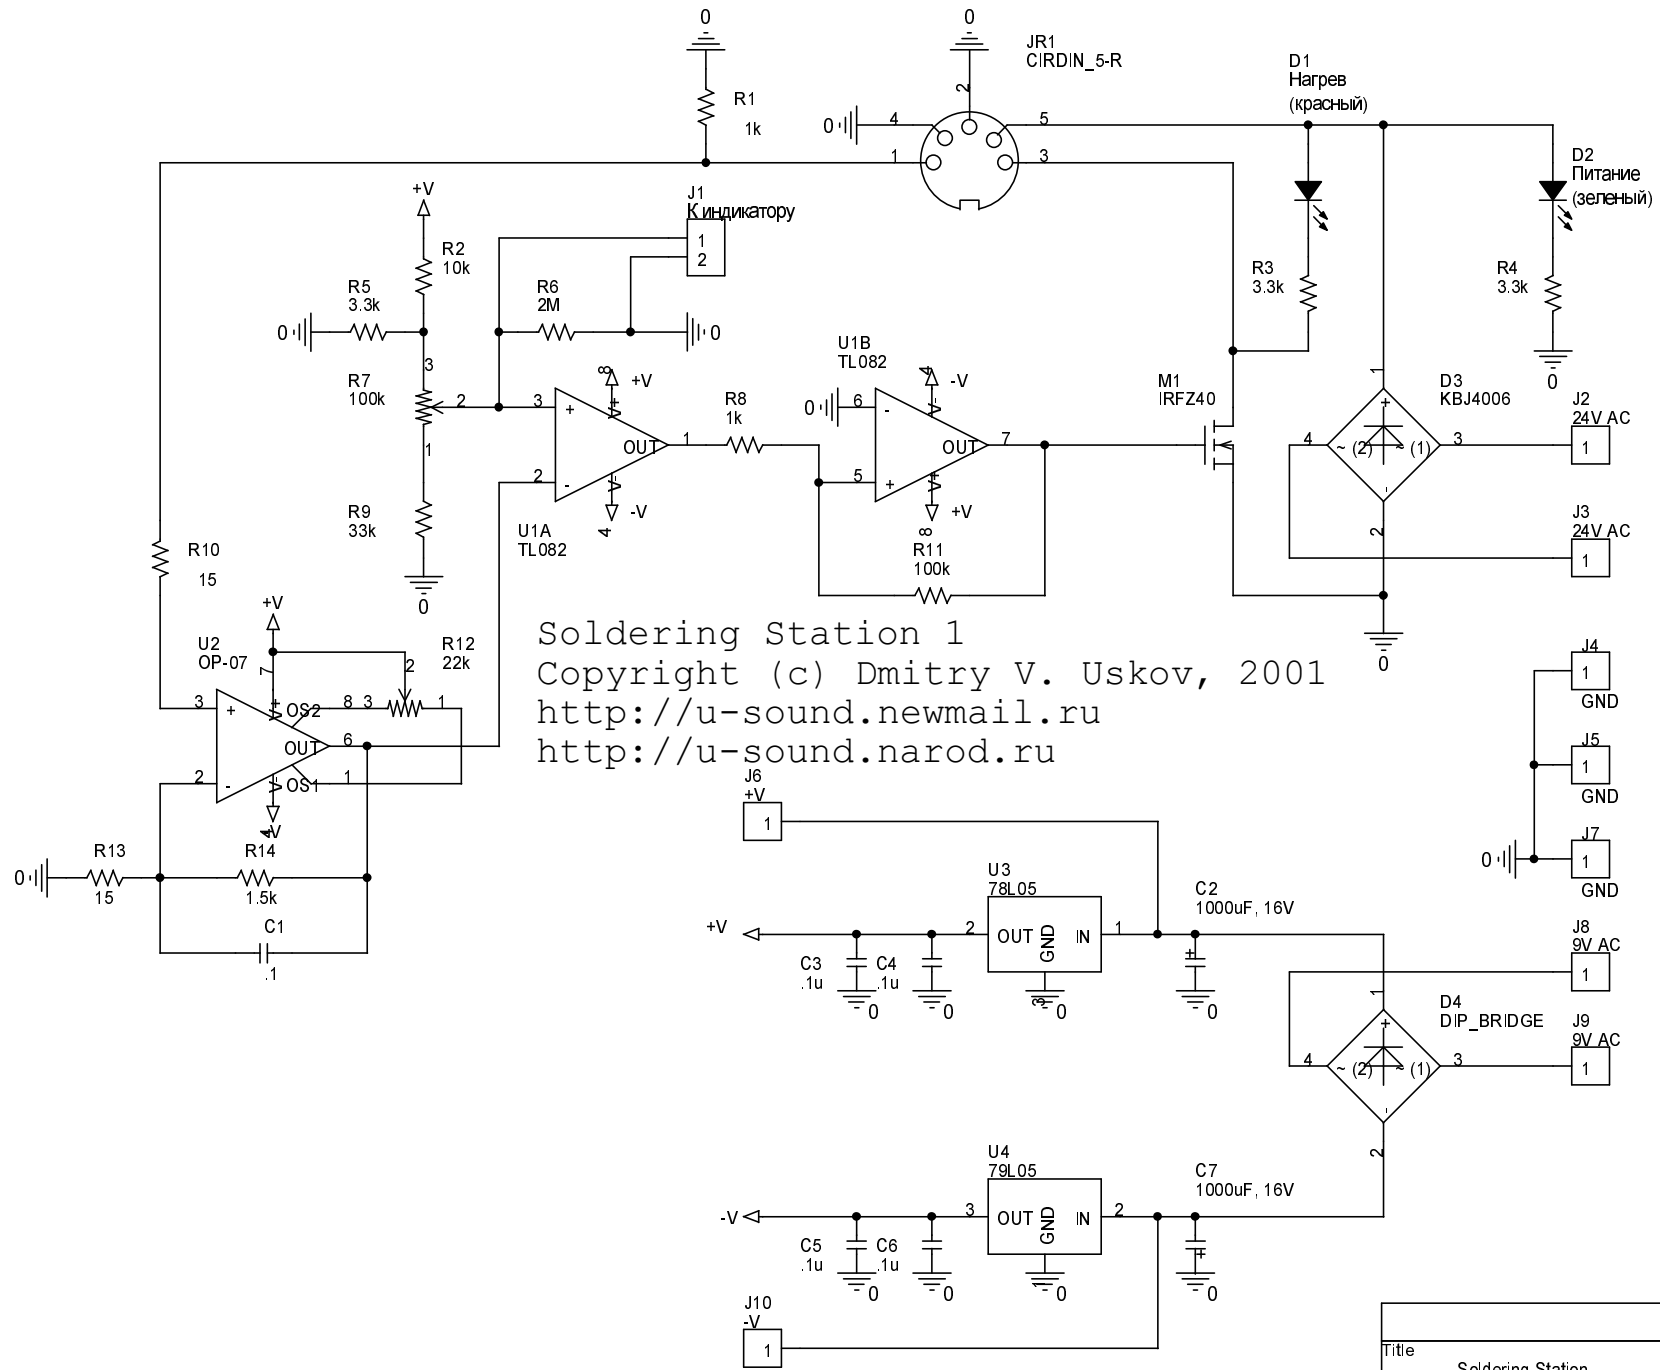 0
0
JR1
CIRDIN_5-R
D1
Нагрев
(красный)
R1
1k
2
0
4
5
1
3
D2
Питание
(зеленый)
+V
J1
К индикатору
1
2
R2
10k
R5
3.3k
R6
2M
R3
3.3k
R4
3.3k
0
0
3
R7
100k
2
1
U1B
TL082
8
+V
4
-V
M1
IRFZ40
0
1
D3
KBJ4006
J2
24V AC
1
3
+
V+
OUT
1
R8
1k
0
6
-
V-
OUT
7
+
4
~ (2)
~ (1)
3
-
2
-
V-
-V
4
5
+
V+
+V
8
2
R9
33k
U1A
TL082
J3
24V AC
1
R10
15
R11
100k
0
+V
0
U2
OP-07
7
2
R12
22k
Soldering Station 1
Copyright (c) Dmitry V. Uskov, 2001
http://u-sound.newmail.ru
http://u-sound.narod.ru
J4
1
GND
3
+
V+
OS2
8
3
1
OUT
6
2
-
V-
OS1
1
4
-V
J5
1
GND
J6
+V
1
J7
1
GND
0
R13
15
R14
1.5k
0
C1
.1
U3
78L05
C2
1000uF, 16V
+V
2
OUT
GND
IN
1
+
C3
.1u
C4
.1u
0
0
3
0
0
J8
9V AC
1
1
D4
DIP_BRIDGE
J9
9V AC
1
+
4
~ (2)
~ (1)
3
-
2
U4
79L05
C7
1000uF, 16V
-V
3
OUT
GND
IN
2
+
C5
.1u
C6
.1u
0
0
1
0
0
J10
-V
1
Title
Soldering Station